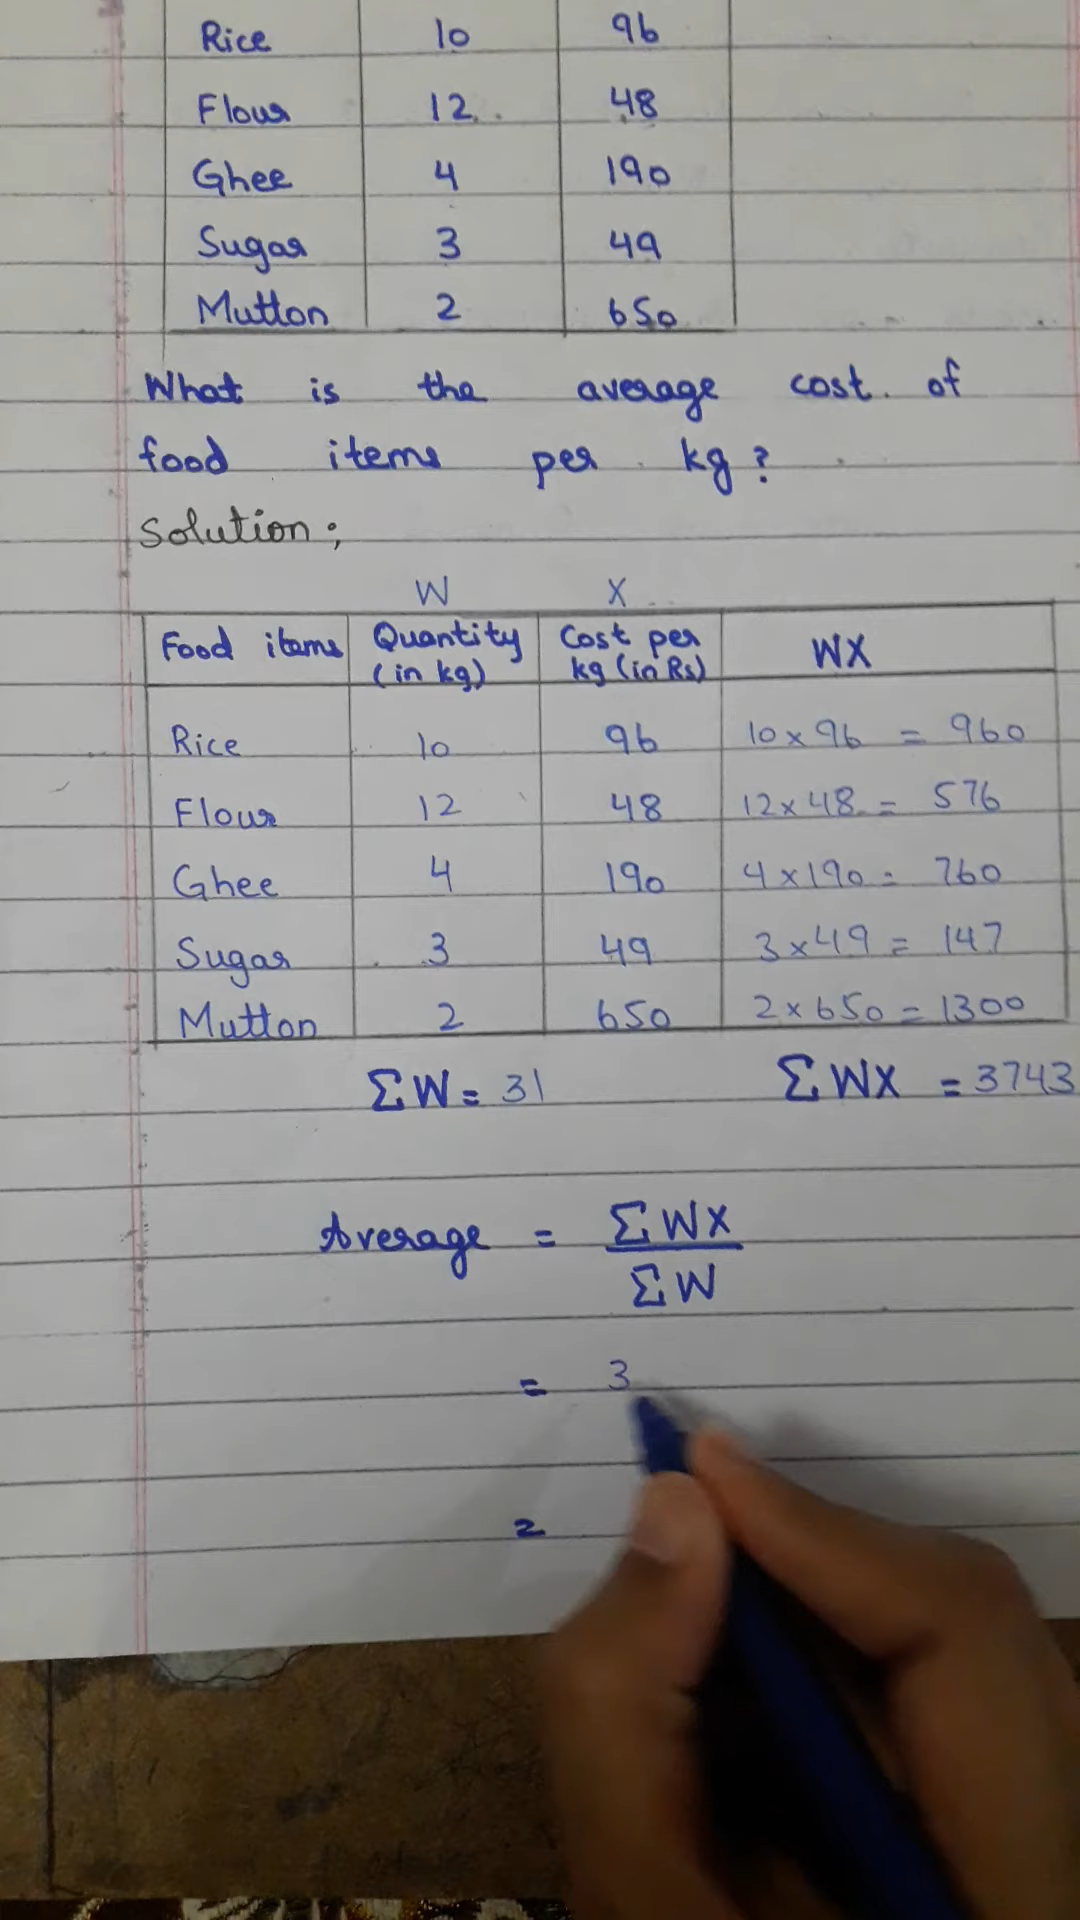 Rice 10 96
Flour 12 48
Ghee 4 190
Sugar 3 49
Mutton 2 650
What is the average cost of
food items per kg?
Solution;
W X
Food items Quantity (in kg) Cost per kg (in Rs) WX
Rice 10 96 10 x 96 = 960
Flour 12 48 12 x 48 = 576
Ghee 4 190 4 x 190 = 760
Sugar 3 49 3 x 49 = 147
Mutton 2 650 2 x 650 = 1300
ΣW = 31 ΣWX = 3743
Average = ΣWX
ΣW
= 3
=